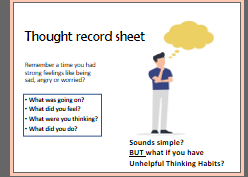 Thought record sheet
Remember a time you had
strong feelings like being
sad, angry or worried?
• What was going on?
• What did you feel?
• What were you thinking?
• What did you do?
Sounds simple?
BUT what if you have
Unhelpful Thinking Habits?